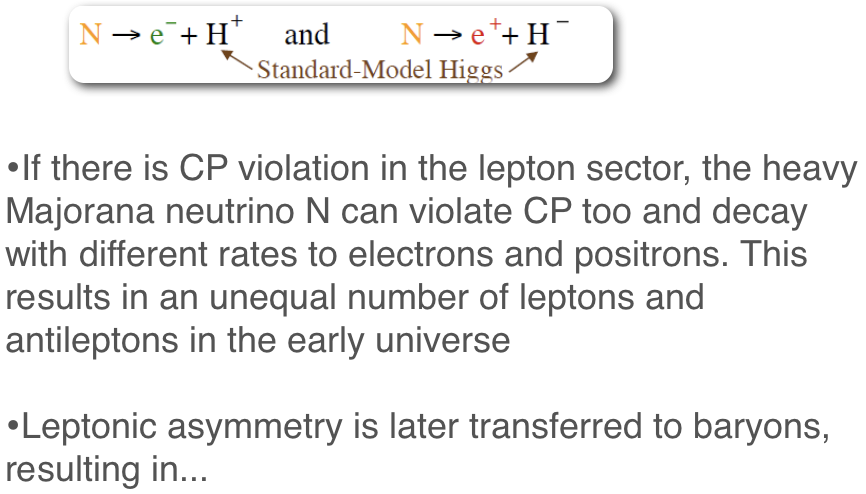 N → e⁻ + H⁺ and N → e⁺ + H⁻
Standard-Model Higgs
•If there is CP violation in the lepton sector, the heavy
Majorana neutrino N can violate CP too and decay
with different rates to electrons and positrons. This
results in an unequal number of leptons and
antileptons in the early universe
•Leptonic asymmetry is later transferred to baryons,
resulting in...